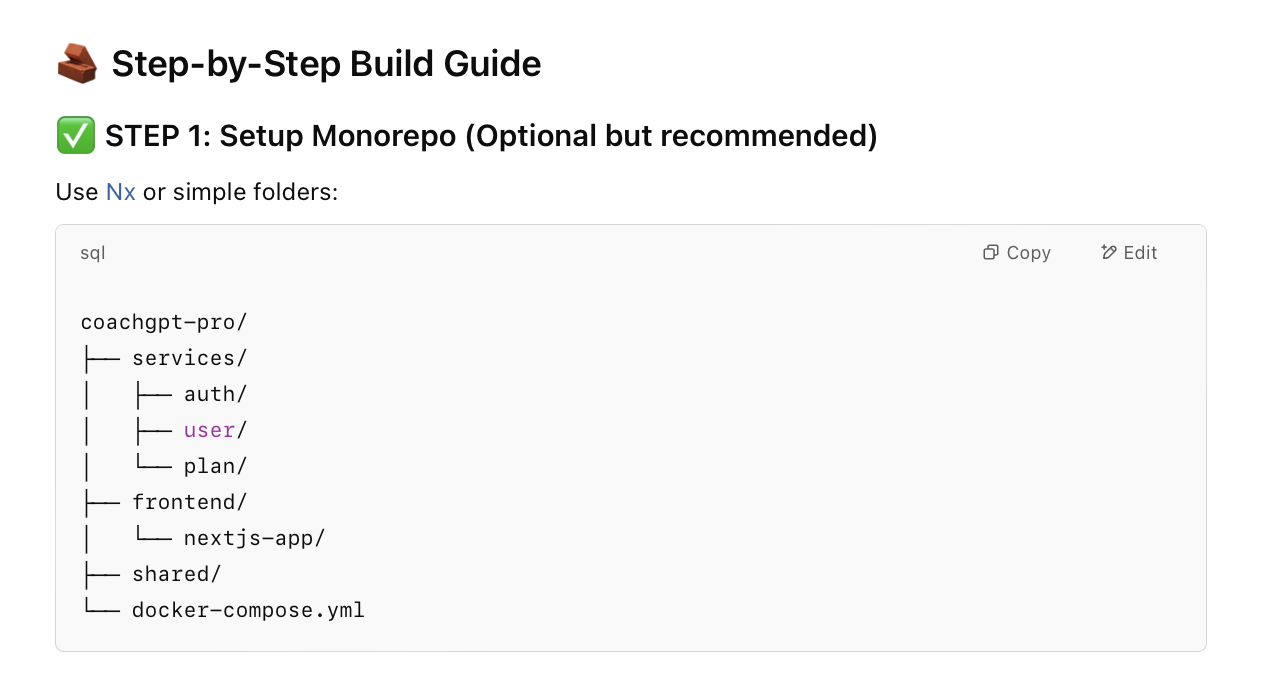 🧱 Step-by-Step Build Guide
✅ STEP 1: Setup Monorepo (Optional but recommended)
Use Nx or simple folders:
sql
Copy
Edit
coachgpt-pro/
├── services/
│   ├── auth/
│   ├── user/
│   └── plan/
├── frontend/
│   └── nextjs-app/
├── shared/
└── docker-compose.yml